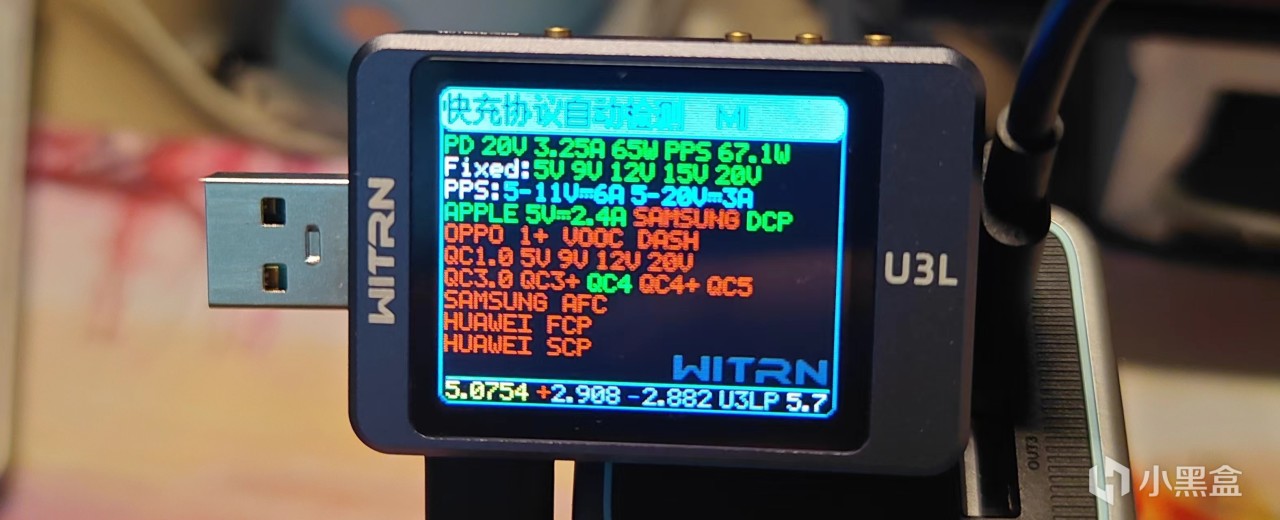 快充协议自动检测 MI
PD 20V 3.25A 65W PPS 67.1W
Fixed:5V 9V 12V 15V 20V
PPS:5-11V⎓6A 5-20V⎓3A
APPLE 5V⎓2.4A SAMSUNG DCP
OPPO 1+ VOOC DASH
QC1.0 5V 9V 12V 20V
QC3.0 QC3+ QC4 QC4+ QC5
SAMSUNG AFC
HUAWEI FCP
HUAWEI SCP
WITRN
5.0754 +2.908 -2.882 U3LP 5.7
WITRN
U3L
OUT3
小黑盒